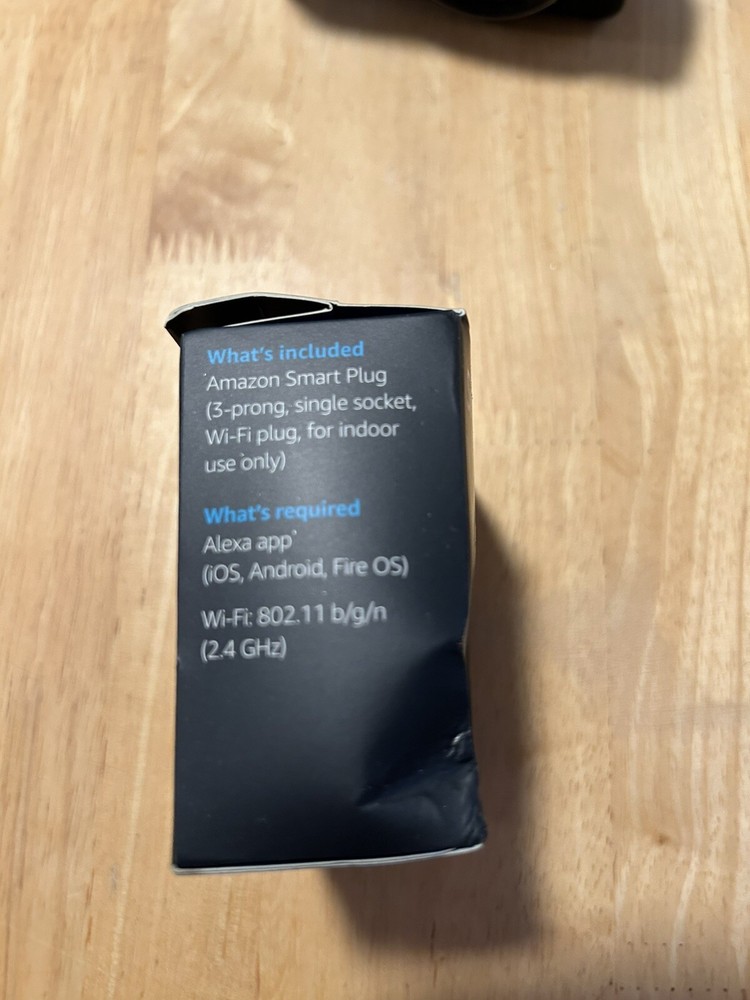 What's included
Amazon Smart Plug
(3-prong, single socket,
Wi-Fi plug, for indoor
use only)
What's required
Alexa app
(iOS, Android, Fire OS)
Wi-Fi: 802.11 b/g/n
(2.4 GHz)